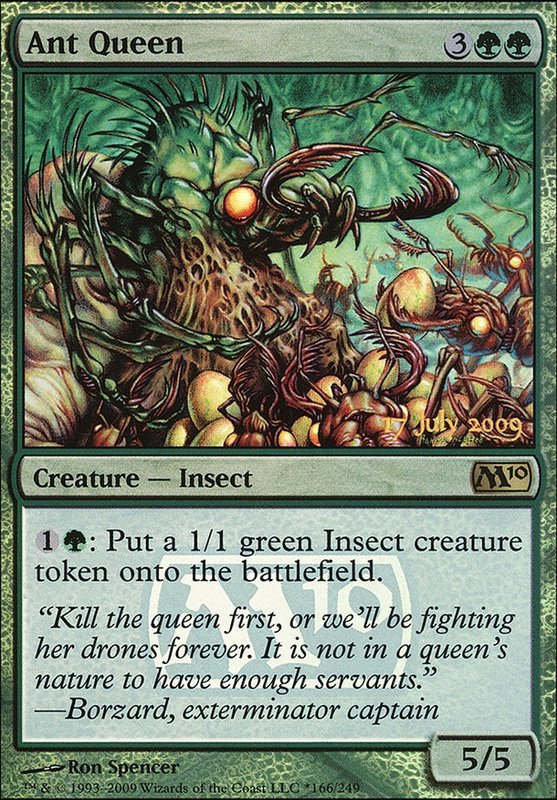 Ant Queen 3
17 July 2009
Creature — Insect M10
1 : Put a 1/1 green Insect creature
token onto the battlefield.
“Kill the queen first, or we’ll be fighting
her drones forever. It is not in a queen’s
nature to have enough servants.”
—Borzard, exterminator captain
Ron Spencer
5/5
™ & © 1993–2009 Wizards of the Coast LLC *166/249